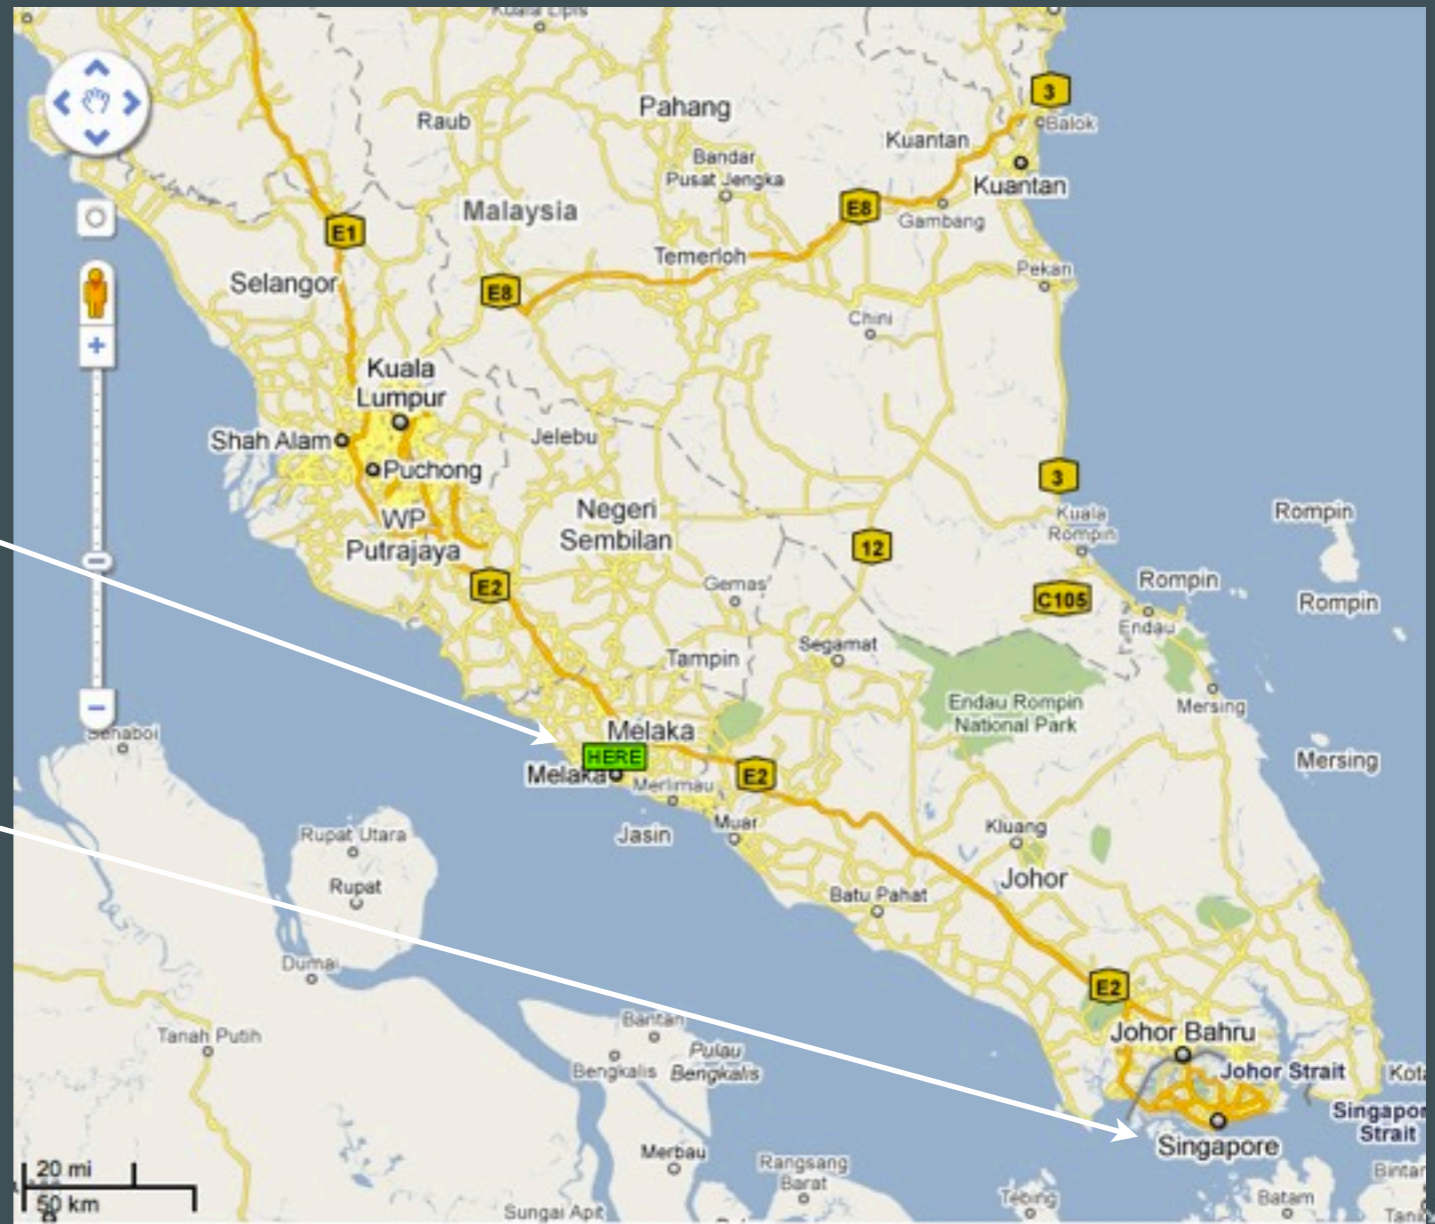 Kuala Lipis
3
Balok
Raub
Pahang
Kuantan
Bandar
Pusat Jengka
Kuantan
Malaysia
E8
Gambang
E1
Temerloh
Selangor
E8
Pekan
Chini
+
Kuala
Lumpur
Shah Alam
Jelebu
Puchong
3
Negeri
Sembilan
WP
Putrajaya
Kuala
Rompin
Rompin
12
E2
Gemas
C105
Rompin
Rompin
Endau
Segamat
Tampin
Endau Rompin
National Park
Mersing
Melaka
HERE
Melaka
Merlimau
E2
Mersing
Jasin
Muar
Kluang
Rupat Utara
Rupat
Johor
Batu Pahat
Dumai
E2
Bantan
Tanah Putih
Johor Bahru
Pulau
Bengkalis
Bengkalis
Johor Strait
Singapore
Merbau
Rangsang
Barat
20 mi
50 km
Tebing
Batam
Sungai Apit